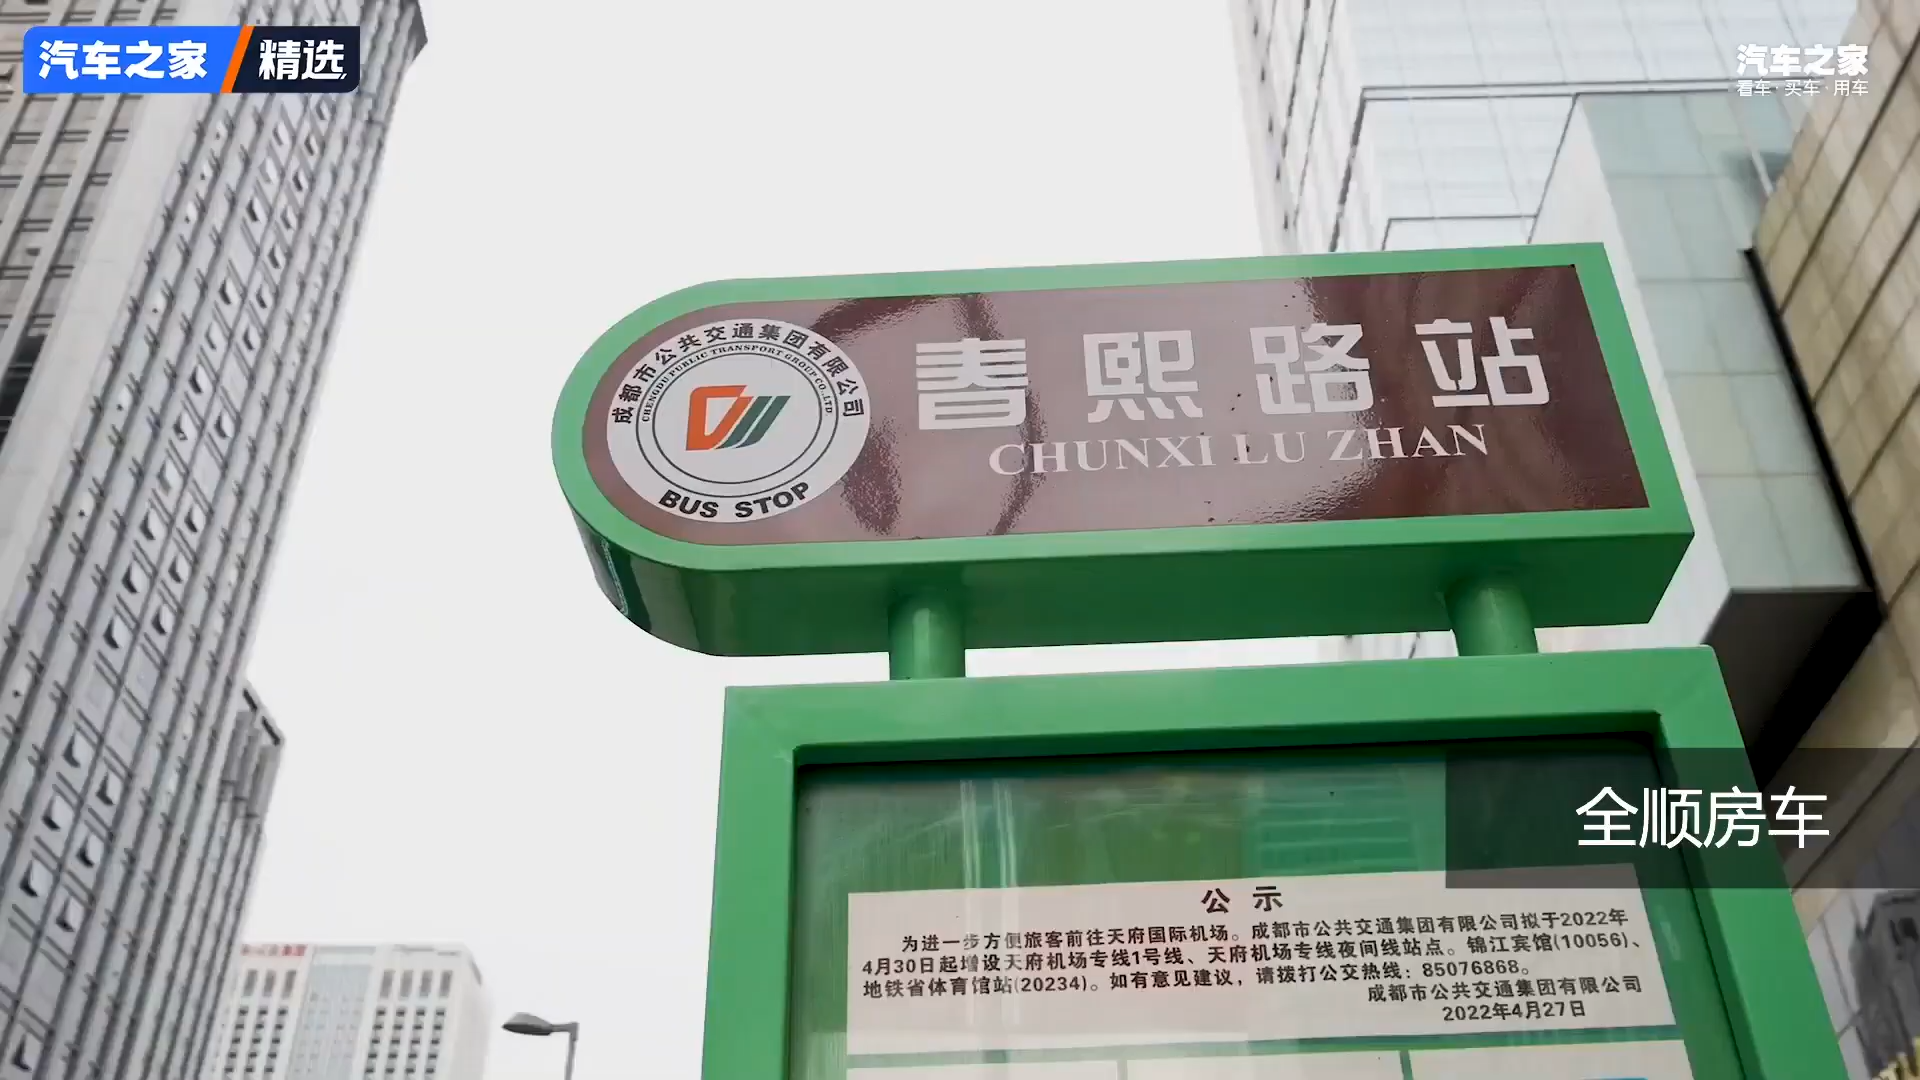 汽车之家 精选
汽车之家
看车·买车·用车
成都市公共交通集团有限公司
CHENGDU PUBLIC TRANSPORT GROUP CO.,LTD.
BUS STOP
春熙路站
CHUNXI LU ZHAN
全顺房车
公示
为进一步方便旅客前往天府国际机场。成都市公共交通集团有限公司拟于2022年
4月30日起增设天府机场专线1号线、天府机场专线夜间线站点。锦江宾馆(10056)、
地铁省体育馆站(20234)。如有意见建议，请拨打公交热线：85076868。
成都市公共交通集团有限公司
2022年4月27日